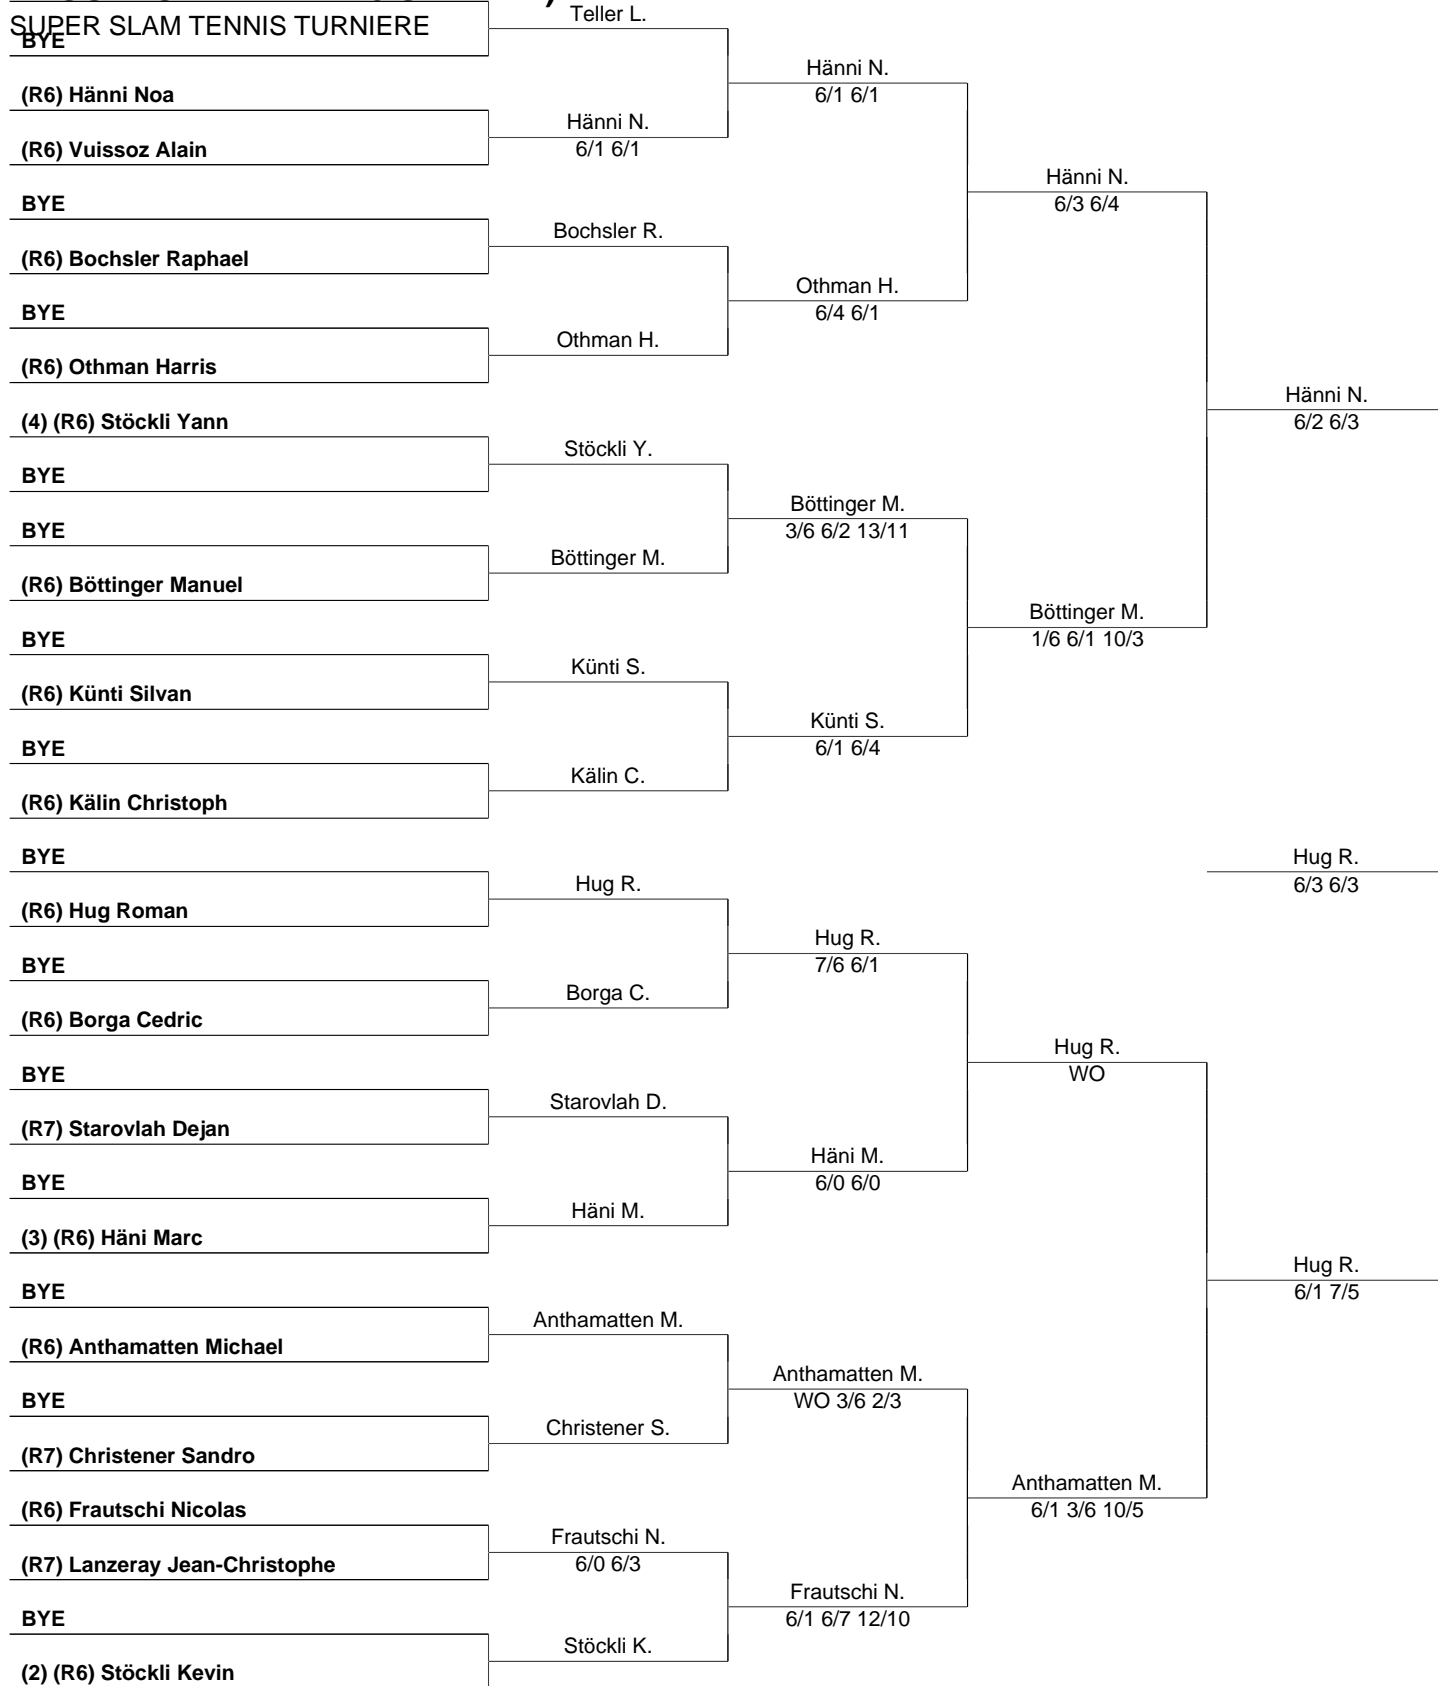 SUPER SLAM TENNIS TURNIERE
BYE
(R6) Hänni Noa
(R6) Vuissoz Alain
BYE
(R6) Bochsler Raphael
BYE
(R6) Othman Harris
(4) (R6) Stöckli Yann
BYE
BYE
(R6) Böttinger Manuel
BYE
(R6) Künti Silvan
BYE
(R6) Kälin Christoph
BYE
(R6) Hug Roman
BYE
(R6) Borga Cedric
BYE
(R7) Starovlah Dejan
BYE
(3) (R6) Häni Marc
BYE
(R6) Anthamatten Michael
BYE
(R7) Christener Sandro
(R6) Frautschi Nicolas
(R7) Lanzeray Jean-Christophe
BYE
(2) (R6) Stöckli Kevin
Teller L.
Hänni N.
6/1 6/1
Bochsler R.
Othman H.
Stöckli Y.
Böttinger M.
Künti S.
Kälin C.
Hug R.
Borga C.
Starovlah D.
Häni M.
Anthamatten M.
Christener S.
Frautschi N.
6/0 6/3
Stöckli K.
Hänni N.
6/1 6/1
Othman H.
6/4 6/1
Böttinger M.
3/6 6/2 13/11
Künti S.
6/1 6/4
Hug R.
7/6 6/1
Häni M.
6/0 6/0
Anthamatten M.
WO 3/6 2/3
Frautschi N.
6/1 6/7 12/10
Hänni N.
6/3 6/4
Böttinger M.
1/6 6/1 10/3
Hug R.
WO
Anthamatten M.
6/1 3/6 10/5
Hänni N.
6/2 6/3
Hug R.
6/3 6/3
Hug R.
6/1 7/5